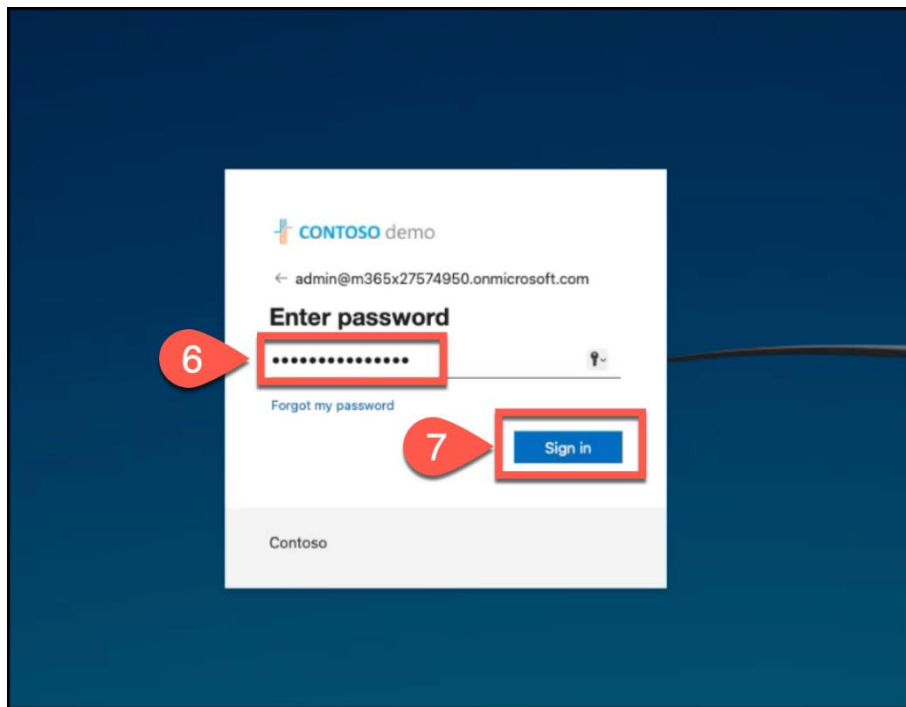 CONTOSO demo
← admin@m365x27574950.onmicrosoft.com
Enter password
6
•••••••••••••••
Forgot my password
7
Sign in
Contoso